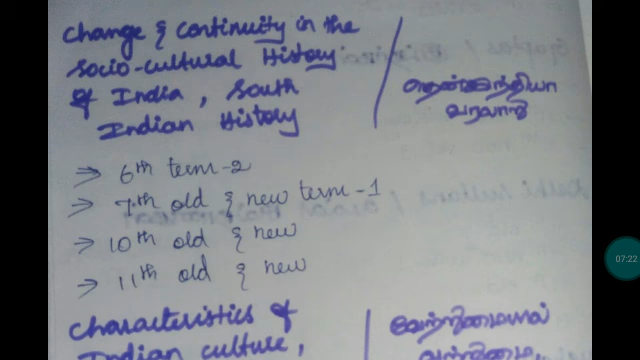 Change & Continuity in the
Socio-cultural History
of India, South
Indian History
தென்னிந்தியா
வரலாறு
⇒ 6th term-2
⇒ 7th old & new term-1
⇒ 10th old & new
⇒ 11th old & new
Characteristics of
Indian culture,
வேற்றுமையில்
07:22